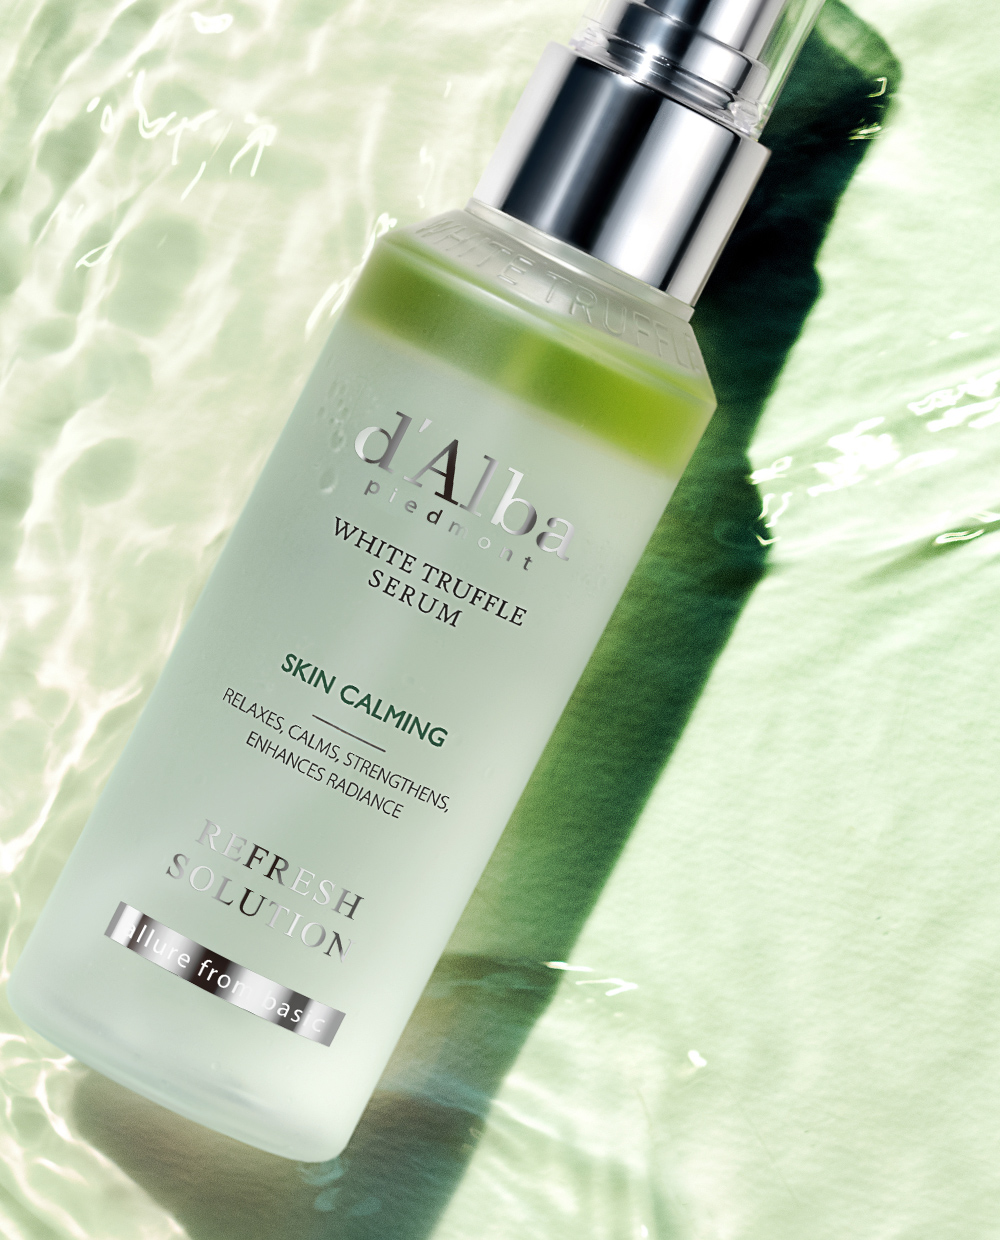 WHITE TRUFFLE
d'Alba
piedmont
WHITE TRUFFLE
SERUM
SKIN CALMING
RELAXES, CALMS, STRENGTHENS,
ENHANCES RADIANCE
REFRESH
SOLUTION
allure from basic